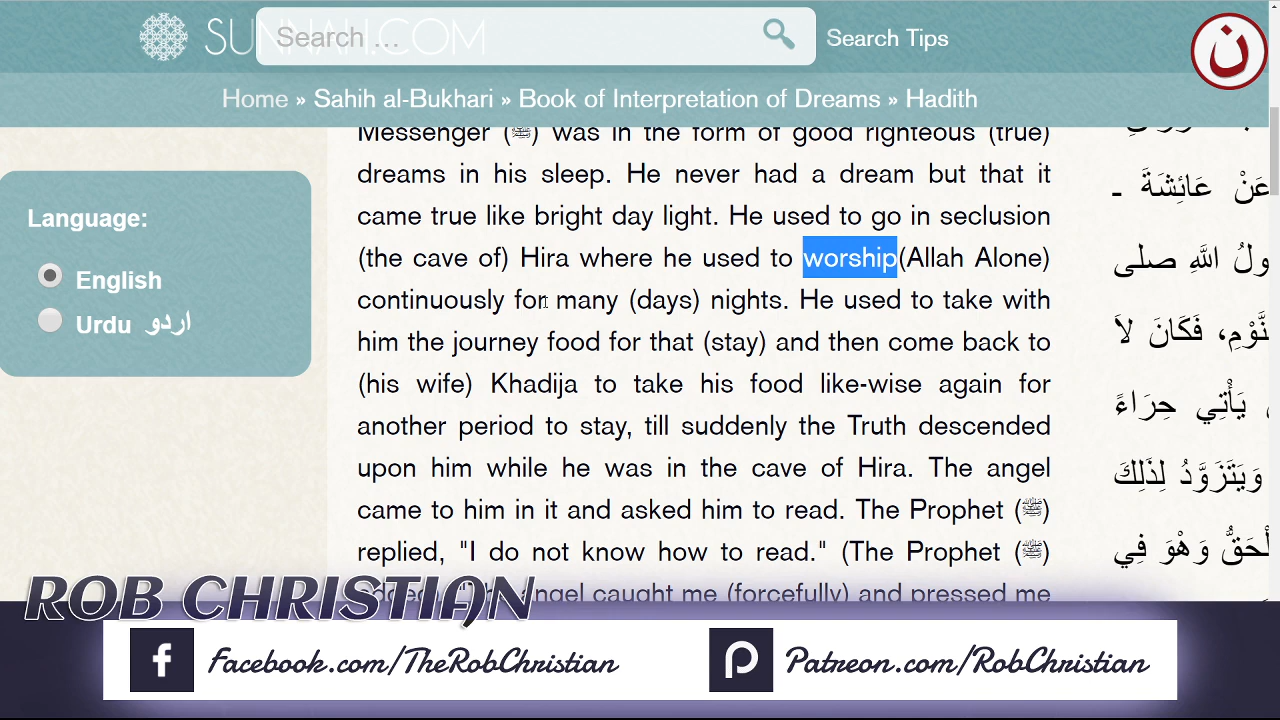 SUNNAH.COM
Search ...
Search Tips
ن
Home » Sahih al-Bukhari » Book of Interpretation of Dreams » Hadith
Language:
English
Urdu اردو
Messenger (ﷺ) was in the form of good righteous (true)
dreams in his sleep. He never had a dream but that it
came true like bright day light. He used to go in seclusion
(the cave of) Hira where he used to worship(Allah Alone)
continuously for many (days) nights. He used to take with
him the journey food for that (stay) and then come back to
(his wife) Khadija to take his food like-wise again for
another period to stay, till suddenly the Truth descended
upon him while he was in the cave of Hira. The angel
came to him in it and asked him to read. The Prophet (ﷺ)
replied, "I do not know how to read." (The Prophet (ﷺ)
angel caught me (forcefully) and pressed me
عَنْ عَائِشَةَ ـ
اللَّهِ صلى
النَّوْمِ، فَكَانَ لاَ
يَأْتِي حِرَاءً
وَيَتَزَوَّدُ لِذَلِكَ
الْحَقُّ وَهْوَ فِي
ROB CHRISTIAN
Facebook.com/TheRobChristian
Patreon.com/RobChristian